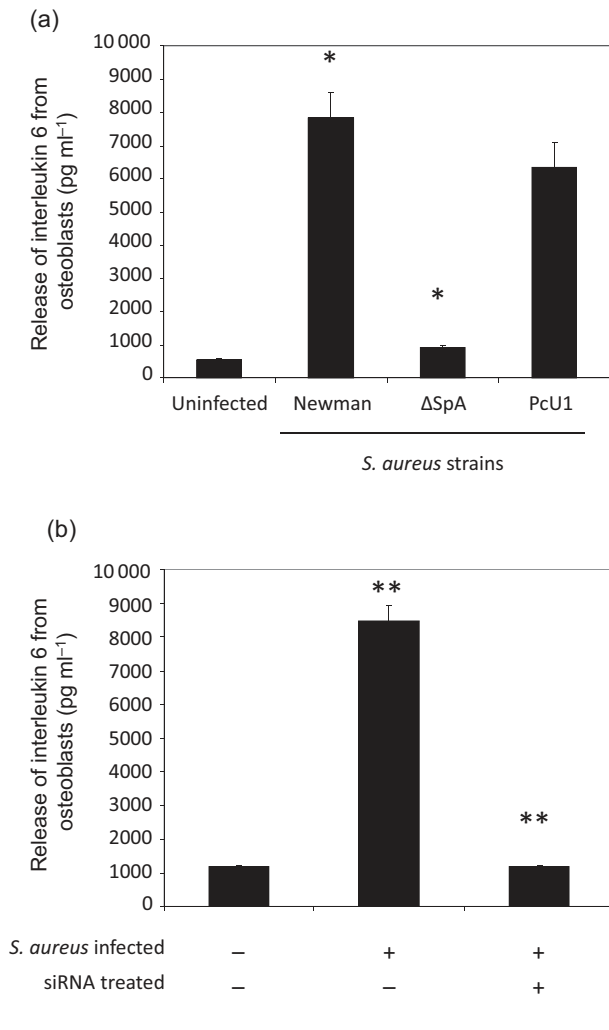 (a)
Release of interleukin 6 from
osteoblasts (pg ml⁻¹)
10 000
9000
8000
7000
6000
5000
4000
3000
2000
1000
0
*
*
Uninfected Newman ΔSpA PcU1
S. aureus strains
(b)
Release of interleukin 6 from
osteoblasts (pg ml⁻¹)
10 000
9000
8000
7000
6000
5000
4000
3000
2000
1000
0
**
**
S. aureus infected – + +
siRNA treated – – +